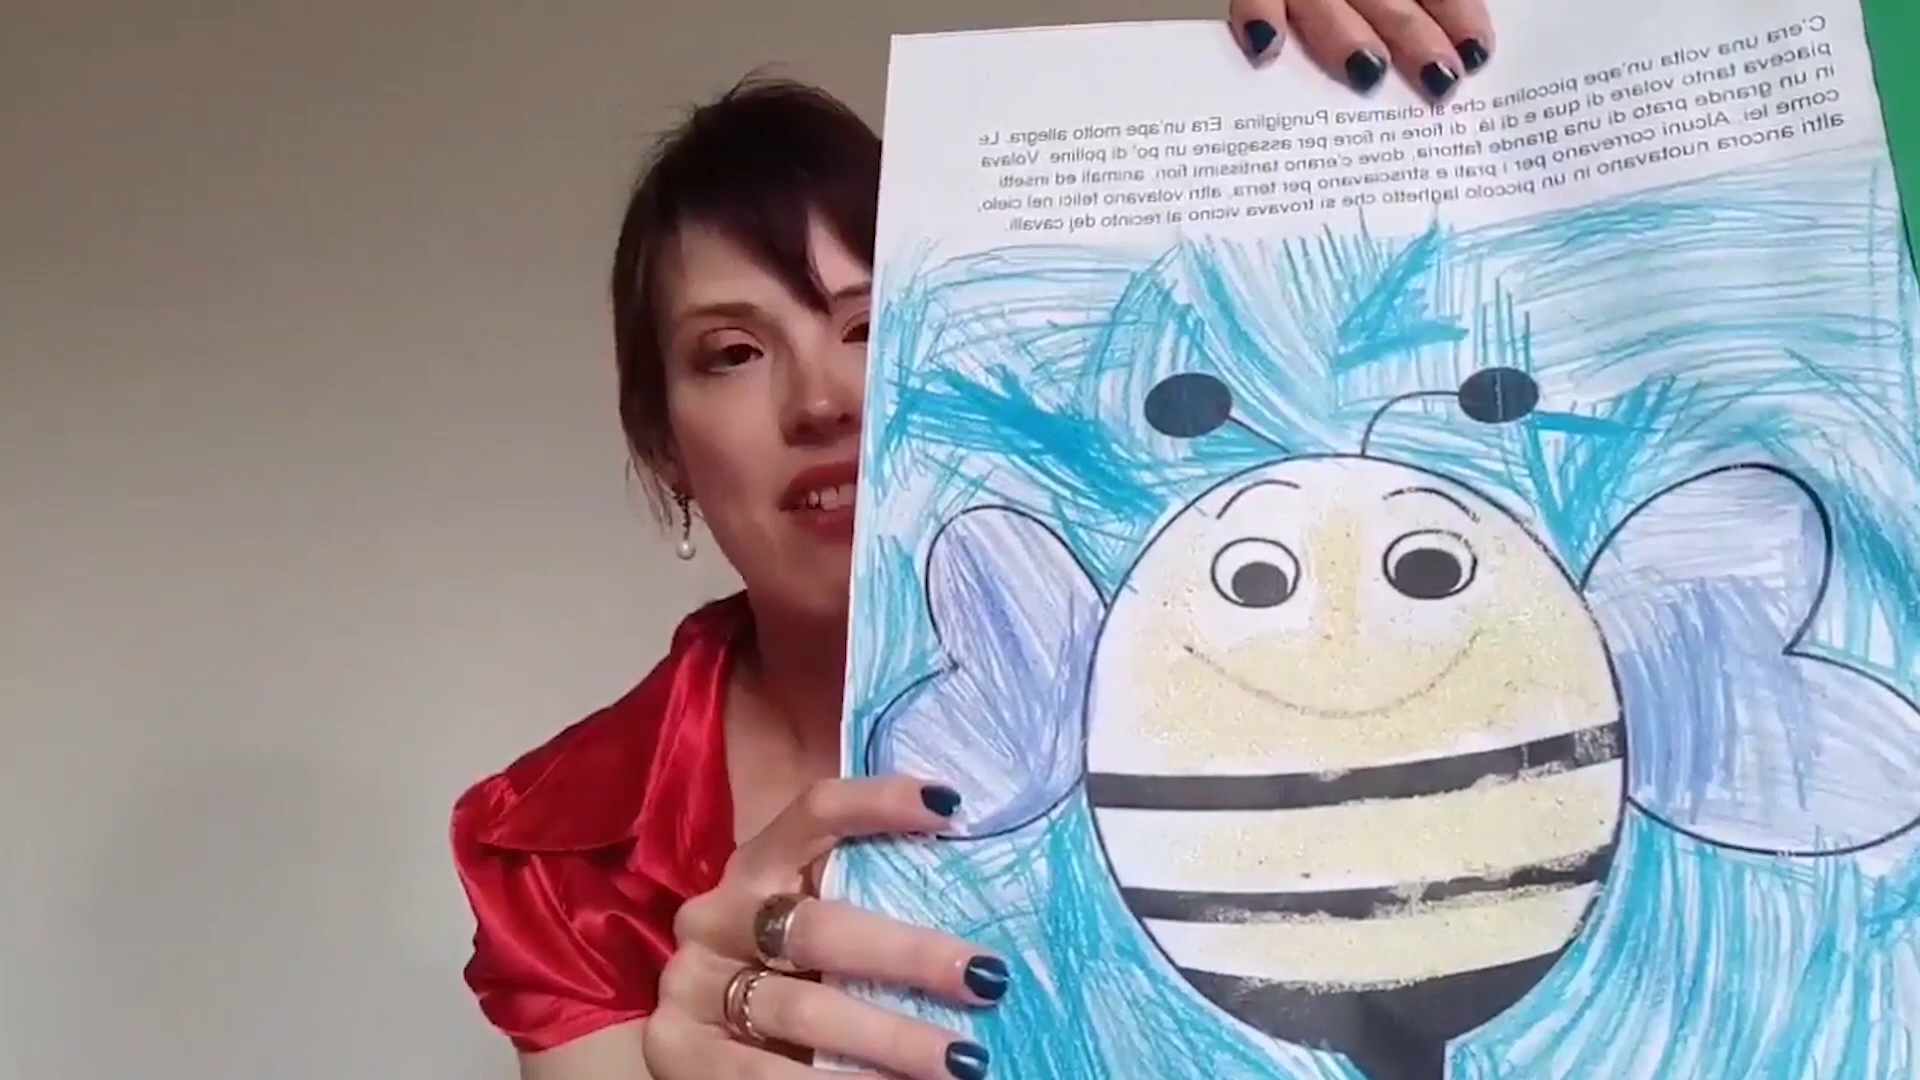 C'era una volta un'ape piccolina che si chiamava Pungiglina. Era un'ape molto allegra. Le
piaceva tanto volare di qua e di là, di fiore in fiore per assaggiare un po' di polline. Volava
in un grande prato di una grande fattoria, dove c'erano tantissimi fiori, animali ed insetti
come lei. Alcuni correvano per i prati e strisciavano per terra, altri volavano felici nel cielo,
altri ancora nuotavano in un piccolo laghetto che si trovava vicino al recinto dei cavalli.